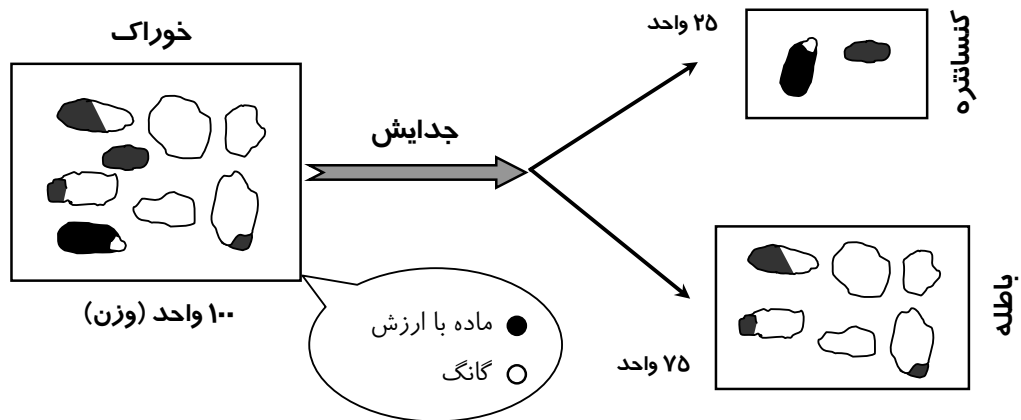 خوراک
۱۰۰ واحد (وزن)
ماده با ارزش
گانگ
جدایش
۲۵ واحد
کنسانتره
۷۵ واحد
باطله